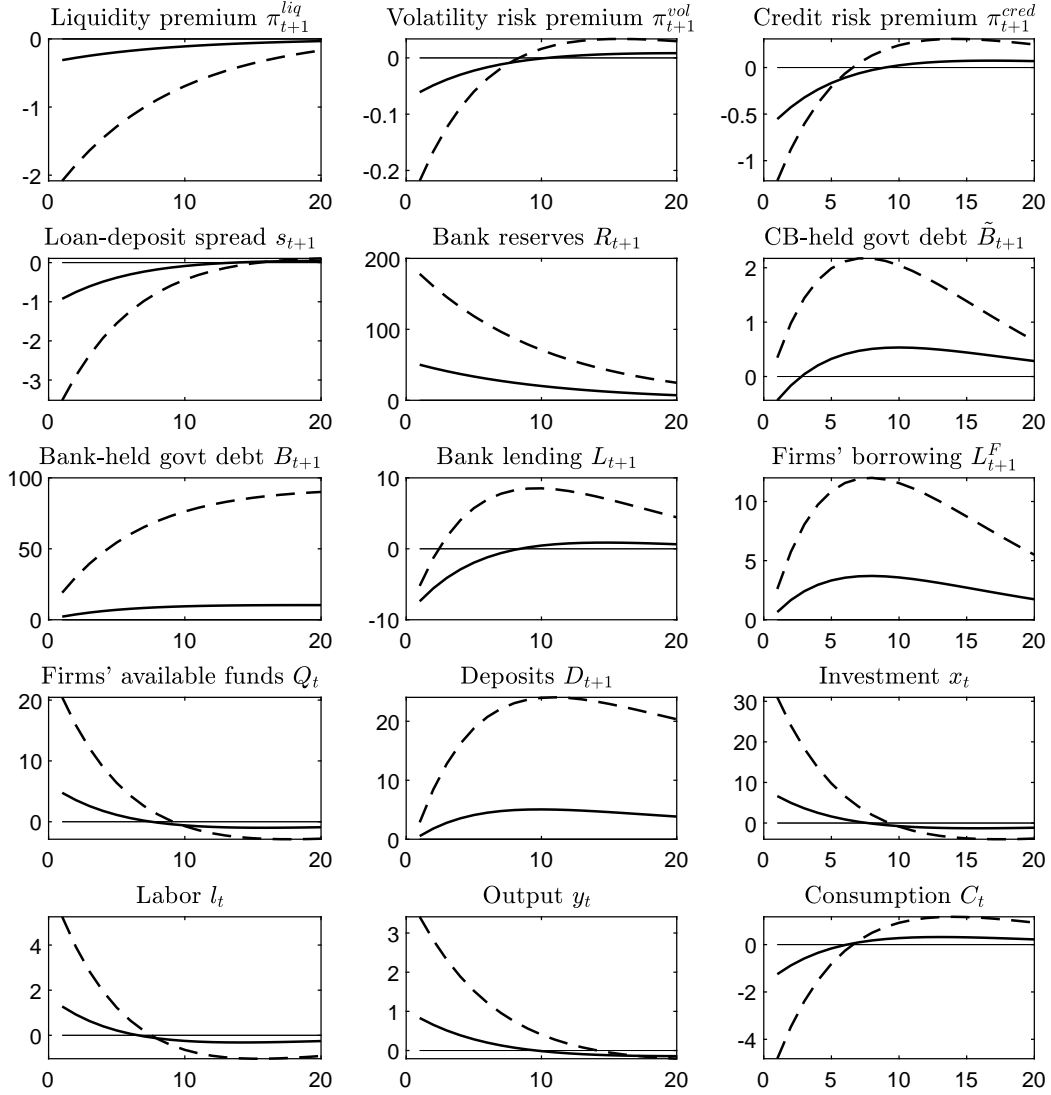 Liquidity premium π^{liq}_{t+1} Volatility risk premium π^{vol}_{t+1} Credit risk premium π^{cred}_{t+1}
0 -1 -2 0 10 20
0 -0.1 -0.2 0 10 20
0 -0.5 -1 0 5 10 15 20
Loan-deposit spread s_{t+1} Bank reserves R_{t+1} CB-held govt debt B̃_{t+1}
0 -1 -2 -3 0 10 20
200 100 0 0 10 20
2 1 0 0 5 10 15 20
Bank-held govt debt B_{t+1} Bank lending L_{t+1} Firms' borrowing L^F_{t+1}
100 50 0 0 10 20
10 0 -10 0 10 20
10 5 0 0 5 10 15 20
Firms' available funds Q_t Deposits D_{t+1} Investment x_t
20 10 0 0 10 20
20 10 0 0 10 20
30 20 10 0 0 5 10 15 20
Labor l_t Output y_t Consumption C_t
4 2 0 0 10 20
3 2 1 0 0 10 20
0 -2 -4 0 5 10 15 20